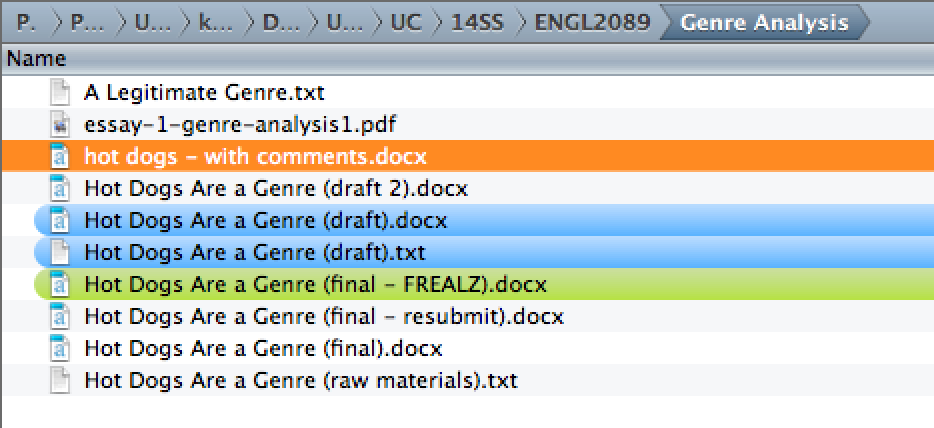 P. P... U... k... D... U... UC 14SS ENGL2089 Genre Analysis
Name
A Legitimate Genre.txt
essay-1-genre-analysis1.pdf
hot dogs - with comments.docx
Hot Dogs Are a Genre (draft 2).docx
Hot Dogs Are a Genre (draft).docx
Hot Dogs Are a Genre (draft).txt
Hot Dogs Are a Genre (final - FREALZ).docx
Hot Dogs Are a Genre (final - resubmit).docx
Hot Dogs Are a Genre (final).docx
Hot Dogs Are a Genre (raw materials).txt